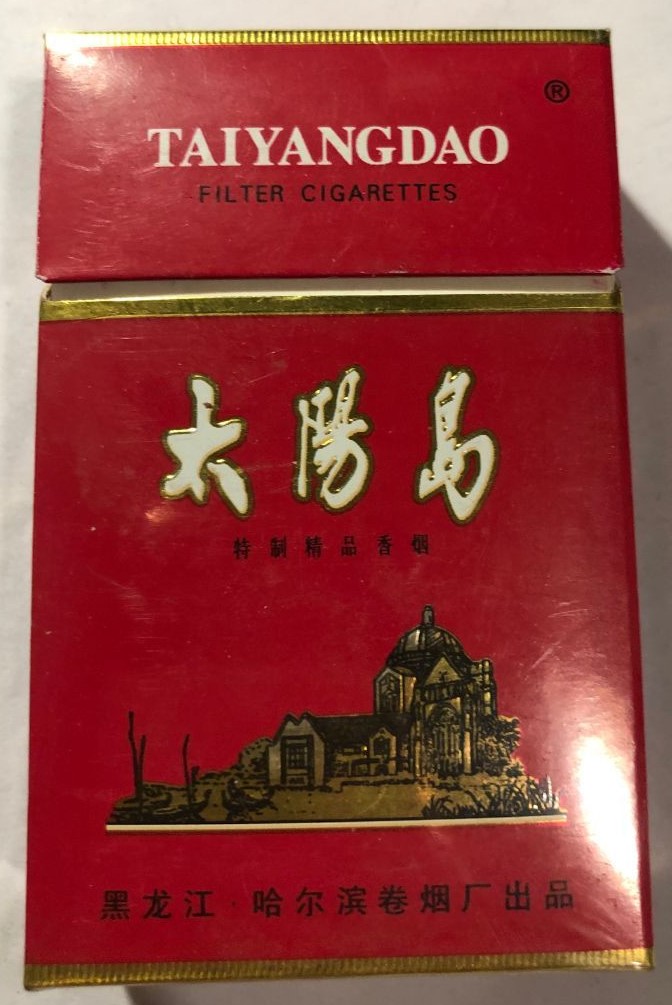 ®
TAIYANGDAO
FILTER CIGARETTES
太陽島
特制精品香烟
黑龙江·哈尔滨卷烟厂出品